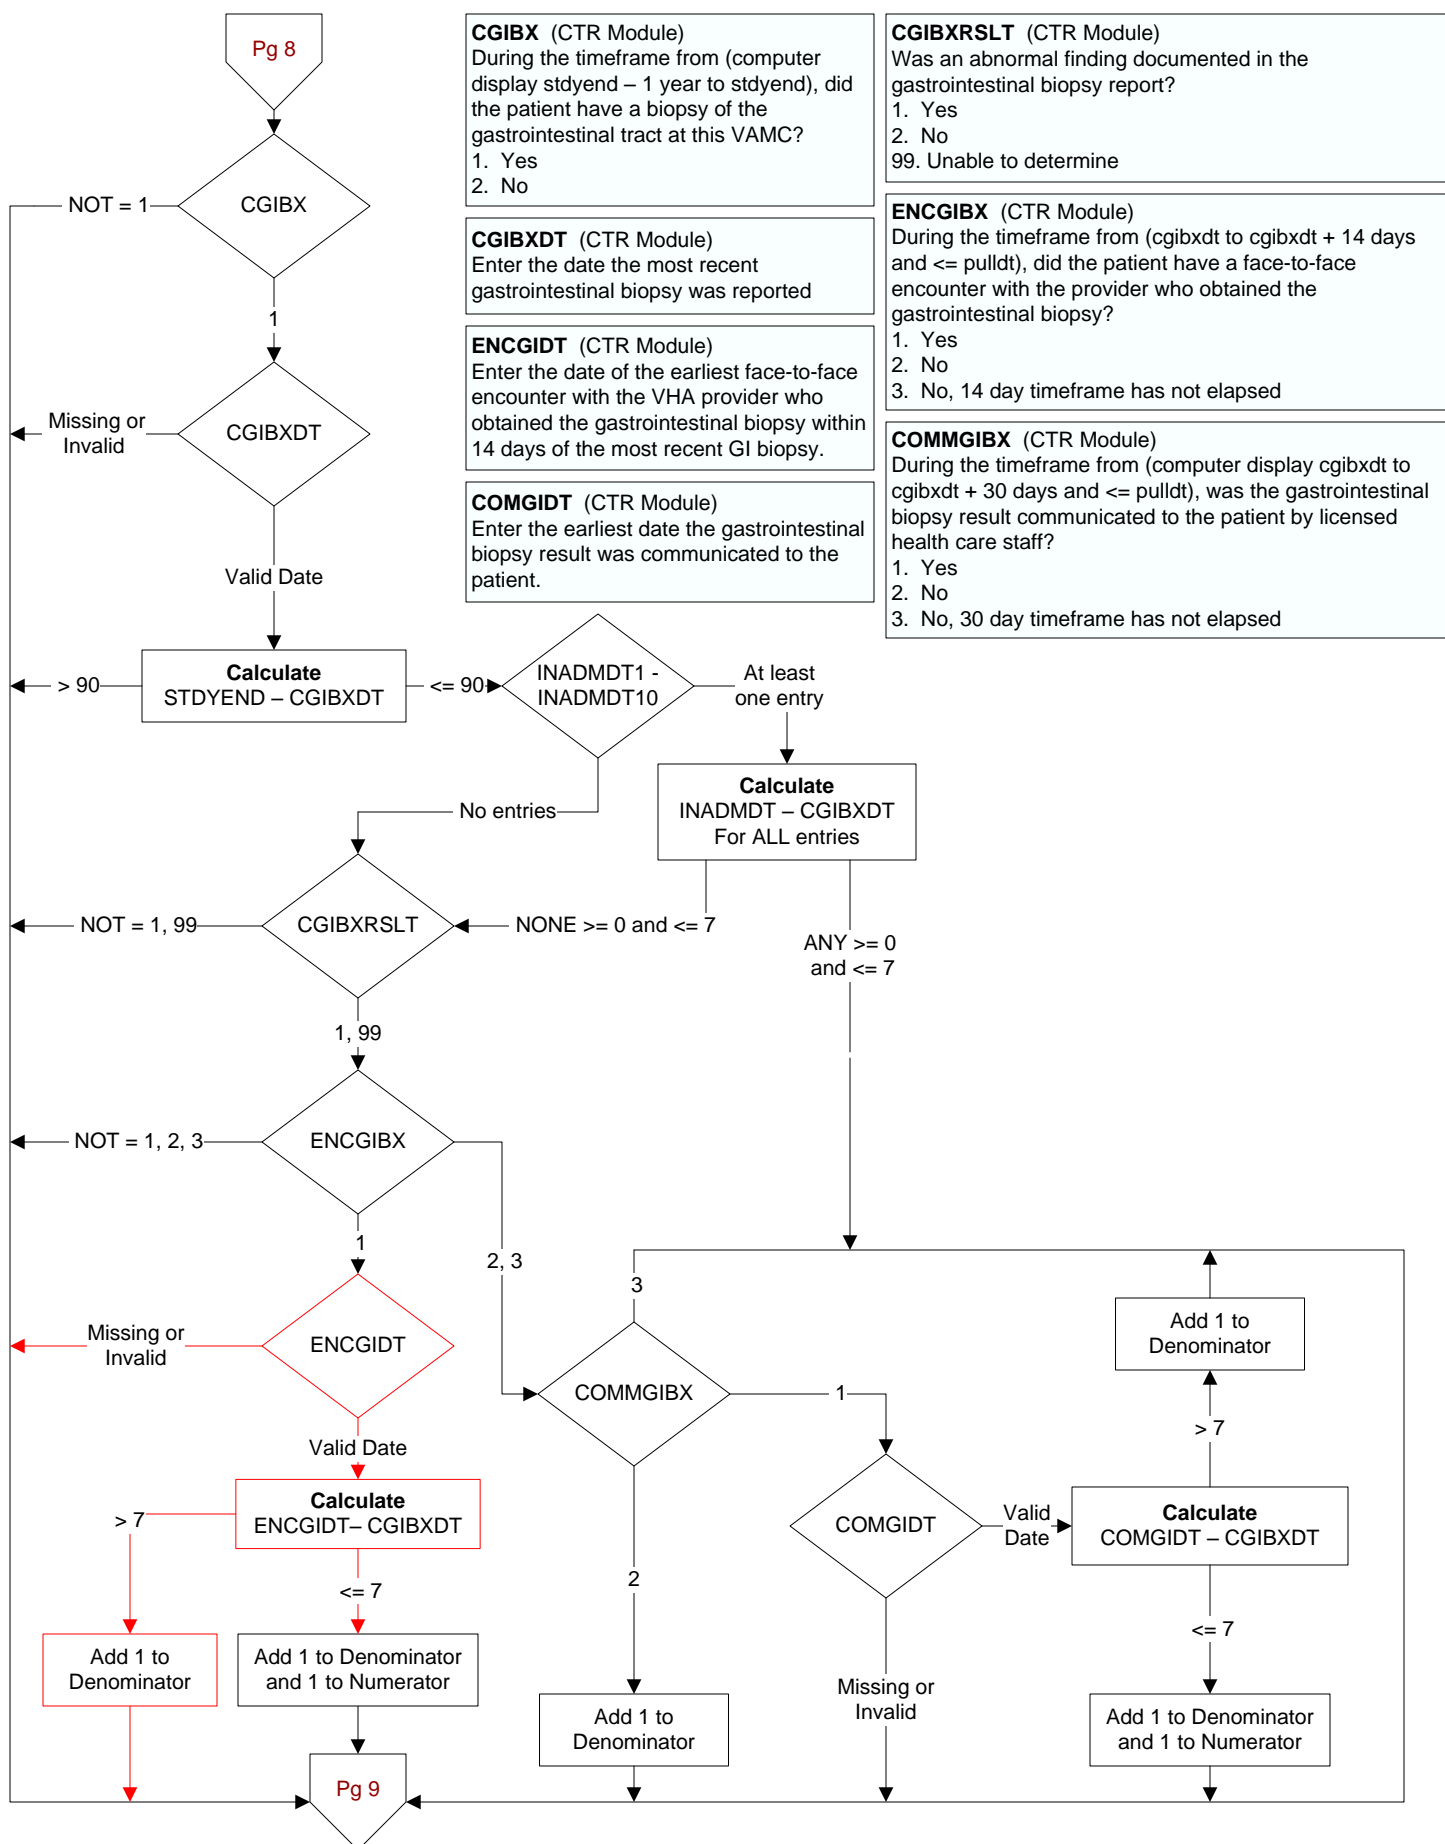 Pg 8
CGIBX (CTR Module)
During the timeframe from (computer
display stdyend – 1 year to stdyend), did
the patient have a biopsy of the
gastrointestinal tract at this VAMC?
1. Yes
2. No
CGIBXRSLT (CTR Module)
Was an abnormal finding documented in the
gastrointestinal biopsy report?
1. Yes
2. No
99. Unable to determine
CGIBXDT (CTR Module)
Enter the date the most recent
gastrointestinal biopsy was reported
ENCGIBX (CTR Module)
During the timeframe from (cgibxdt to cgibxdt + 14 days
and <= pulldt), did the patient have a face-to-face
encounter with the provider who obtained the
gastrointestinal biopsy?
1. Yes
2. No
3. No, 14 day timeframe has not elapsed
ENCGIDT (CTR Module)
Enter the date of the earliest face-to-face
encounter with the VHA provider who
obtained the gastrointestinal biopsy within
14 days of the most recent GI biopsy.
COMMGIBX (CTR Module)
During the timeframe from (computer display cgibxdt to
cgibxdt + 30 days and <= pulldt), was the gastrointestinal
biopsy result communicated to the patient by licensed
health care staff?
1. Yes
2. No
3. No, 30 day timeframe has not elapsed
COMGIDT (CTR Module)
Enter the earliest date the gastrointestinal
biopsy result was communicated to the
patient.
CGIBX
NOT = 1
1
CGIBXDT
Missing or
Invalid
Valid Date
Calculate
STDYEND – CGIBXDT
> 90
<= 90
INADMDT1 -
INADMDT10
At least
one entry
No entries
Calculate
INADMDT – CGIBXDT
For ALL entries
NONE >= 0 and <= 7
ANY >= 0
and <= 7
CGIBXRSLT
NOT = 1, 99
1, 99
ENCGIBX
NOT = 1, 2, 3
1
2, 3
ENCGIDT
Missing or
Invalid
Valid Date
Calculate
ENCGIDT– CGIBXDT
> 7
<= 7
Add 1 to
Denominator
Add 1 to Denominator
and 1 to Numerator
COMMGIBX
3
1
2
Add 1 to
Denominator
COMGIDT
Missing or
Invalid
Valid
Date
Calculate
COMGIDT – CGIBXDT
> 7
Add 1 to
Denominator
<= 7
Add 1 to Denominator
and 1 to Numerator
Pg 9